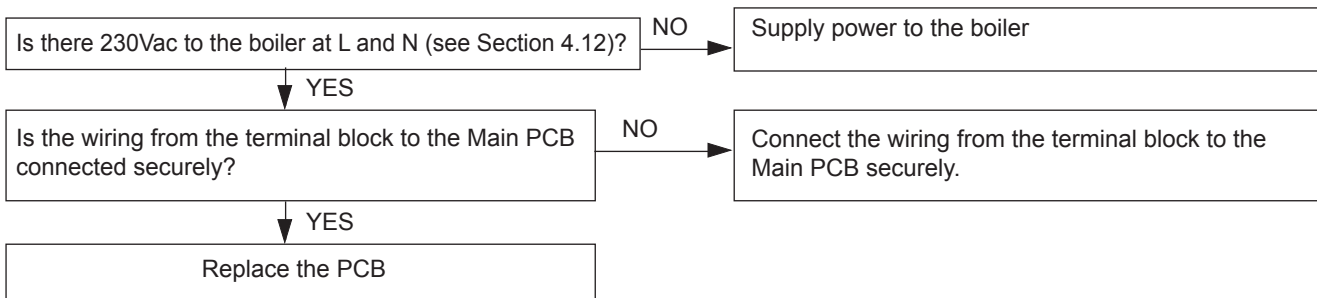 Is there 230Vac to the boiler at L and N (see Section 4.12)?
NO
Supply power to the boiler
YES
Is the wiring from the terminal block to the Main PCB
connected securely?
NO
Connect the wiring from the terminal block to the
Main PCB securely.
YES
Replace the PCB